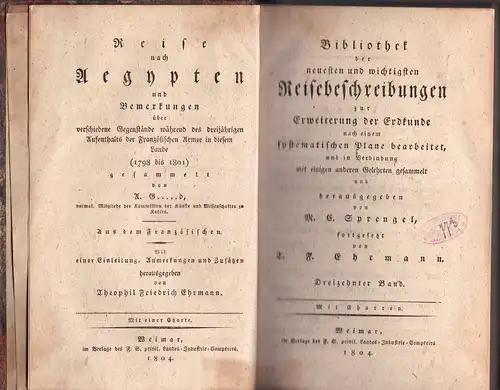 Reise
nach
Aegypten
und
Bemerkungen
über
verschiedene Gegenstände während des dreijährigen
Aufenthalts der Französischen Armee in diesem
Lande
(1798 bis 1801)
gesammelt
von
A. G.....d,
vormal. Mitgliede der Commission der Künste und Wissenschaften zu
Aus dem Französischen.
Mit
einer Einleitung, Anmerkungen und Zusätzen
herausgegeben
von
Theophil Friedrich Ehrmann.
Mit einer Charte.
Weimar,
im Verlage des F. S. privil. Landes-Industrie-Comptoirs
1804.
Bibliothek
der
neuesten und wichtigsten
Reisebeschreibungen
zur
Erweiterung der Erdkunde
nach einem
systematischen Plane bearbeitet,
und in Verbindung
mit einigen anderen Gelehrten gesammelt
und
herausgegeben
von
M. C. Sprengel,
fortgesetzt
von
T. F. Ehrmann.
Dreizehnter Band.
Mit Charten.
Weimar,
im Verlage des F. S. privil. Landes-Industrie-Comptoirs
1804.